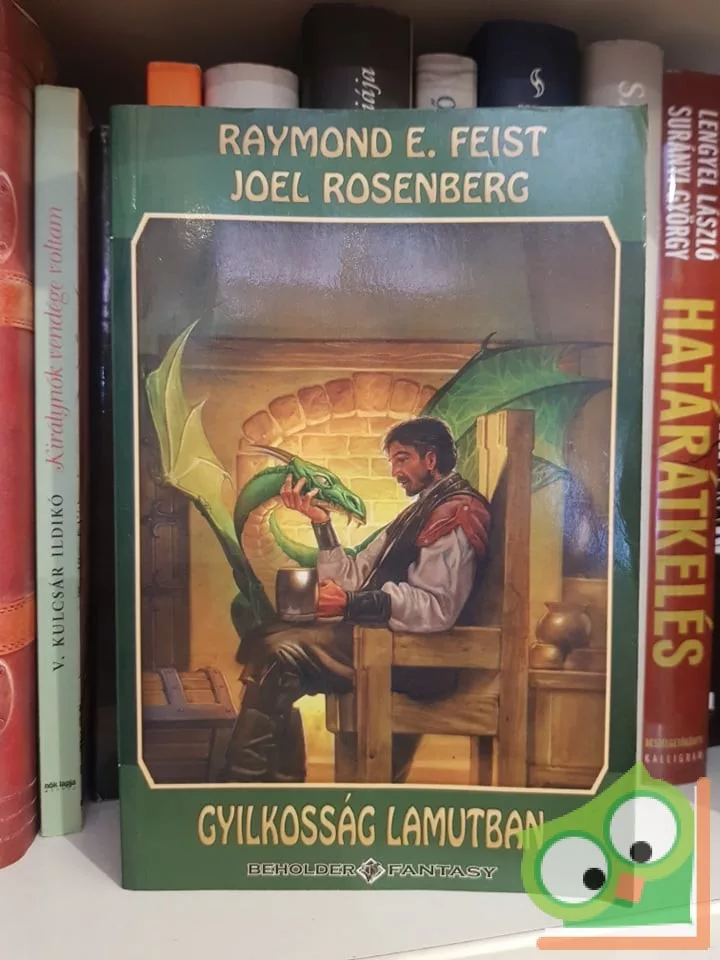 RAYMOND E. FEIST
JOEL ROSENBERG
GYILKOSSÁG LAMUTBAN
BEHOLDER FANTASY
V. KULCSÁR ILDIKÓ Királynők vendége voltam
nők lapja
LENGYEL LÁSZLÓ
SURÁNYI GYÖRGY
HATÁRÁTKELÉS
BESZÉLGETŐKÖNYV
KALLIGRAM